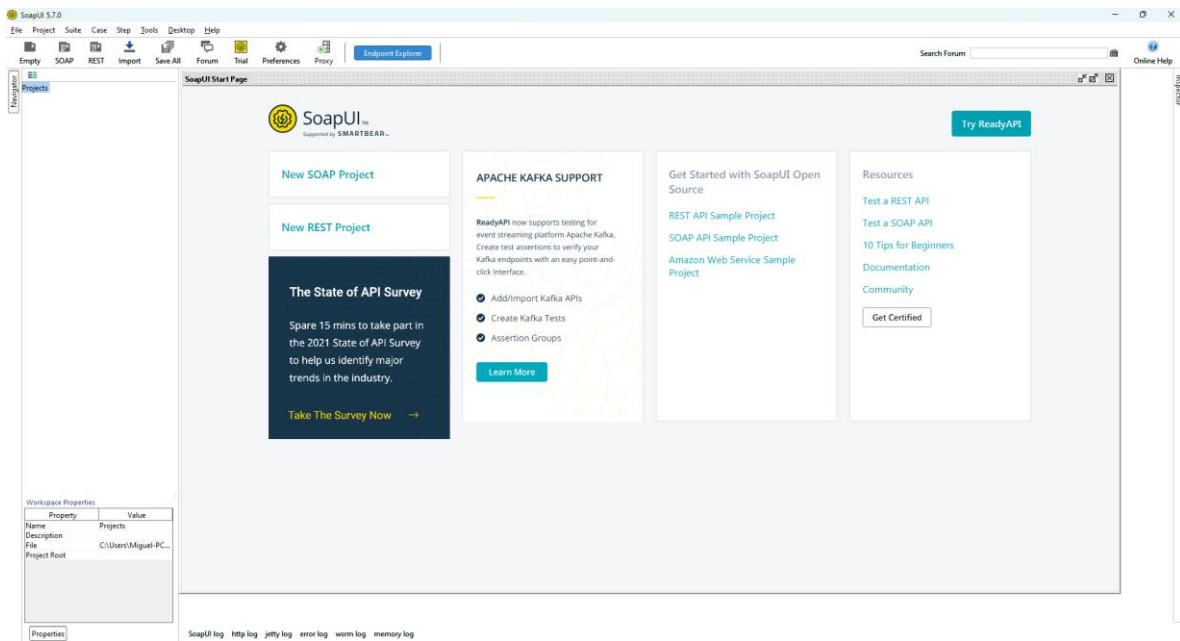 SoapUI 5.7.0
File Project Suite Case Step Tools Desktop Help
Empty SOAP REST Import Save All Forum Trial Preferences Proxy Endpoint Explorer Search Forum Online Help
Navigator
Projects
SoapUI Start Page
Inspector
SoapUI™
Supported by SMARTBEAR™
Try ReadyAPI
New SOAP Project
New REST Project
The State of API Survey
Spare 15 mins to take part in
the 2021 State of API Survey
to help us identify major
trends in the industry.
Take The Survey Now →
APACHE KAFKA SUPPORT
ReadyAPI now supports testing for
event streaming platform Apache Kafka.
Create test assertions to verify your
Kafka endpoints with an easy point-and-
click interface.
Add/Import Kafka APIs
Create Kafka Tests
Assertion Groups
Learn More
Get Started with SoapUI Open
Source
REST API Sample Project
SOAP API Sample Project
Amazon Web Service Sample
Project
Resources
Test a REST API
Test a SOAP API
10 Tips for Beginners
Documentation
Community
Get Certified
Workspace Properties
Property Value
Name Projects
Description
File C:\Users\Miguel-PC...
Project Root
Properties
SoapUI log http log jetty log error log wsrm log memory log